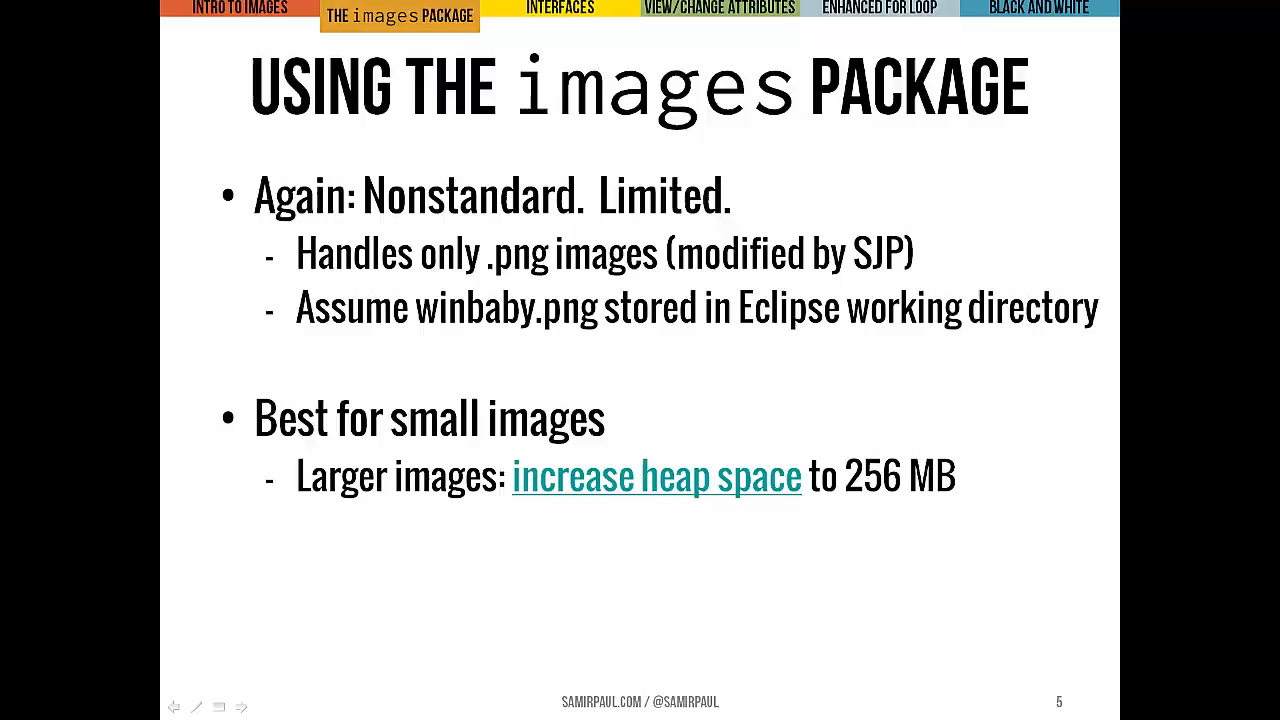 INTRO TO IMAGES
THE images PACKAGE
INTERFACES
VIEW/CHANGE ATTRIBUTES
ENHANCED FOR LOOP
BLACK AND WHITE
USING THE images PACKAGE
• Again: Nonstandard. Limited.
- Handles only .png images (modified by SJP)
- Assume winbaby.png stored in Eclipse working directory
• Best for small images
- Larger images: increase heap space to 256 MB
SAMIRPAUL.COM / @SAMIRPAUL
5